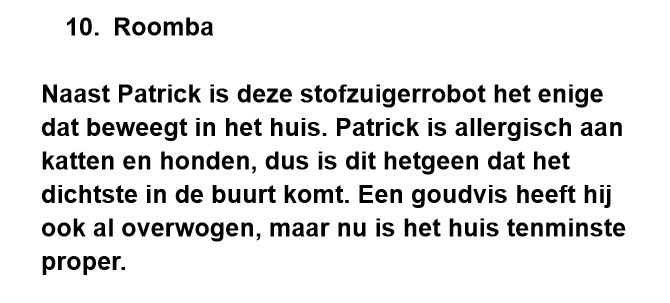 10. Roomba
Naast Patrick is deze stofzuigerrobot het enige
dat beweegt in het huis. Patrick is allergisch aan
katten en honden, dus is dit hetgeen dat het
dichtste in de buurt komt. Een goudvis heeft hij
ook al overwogen, maar nu is het huis tenminste
proper.